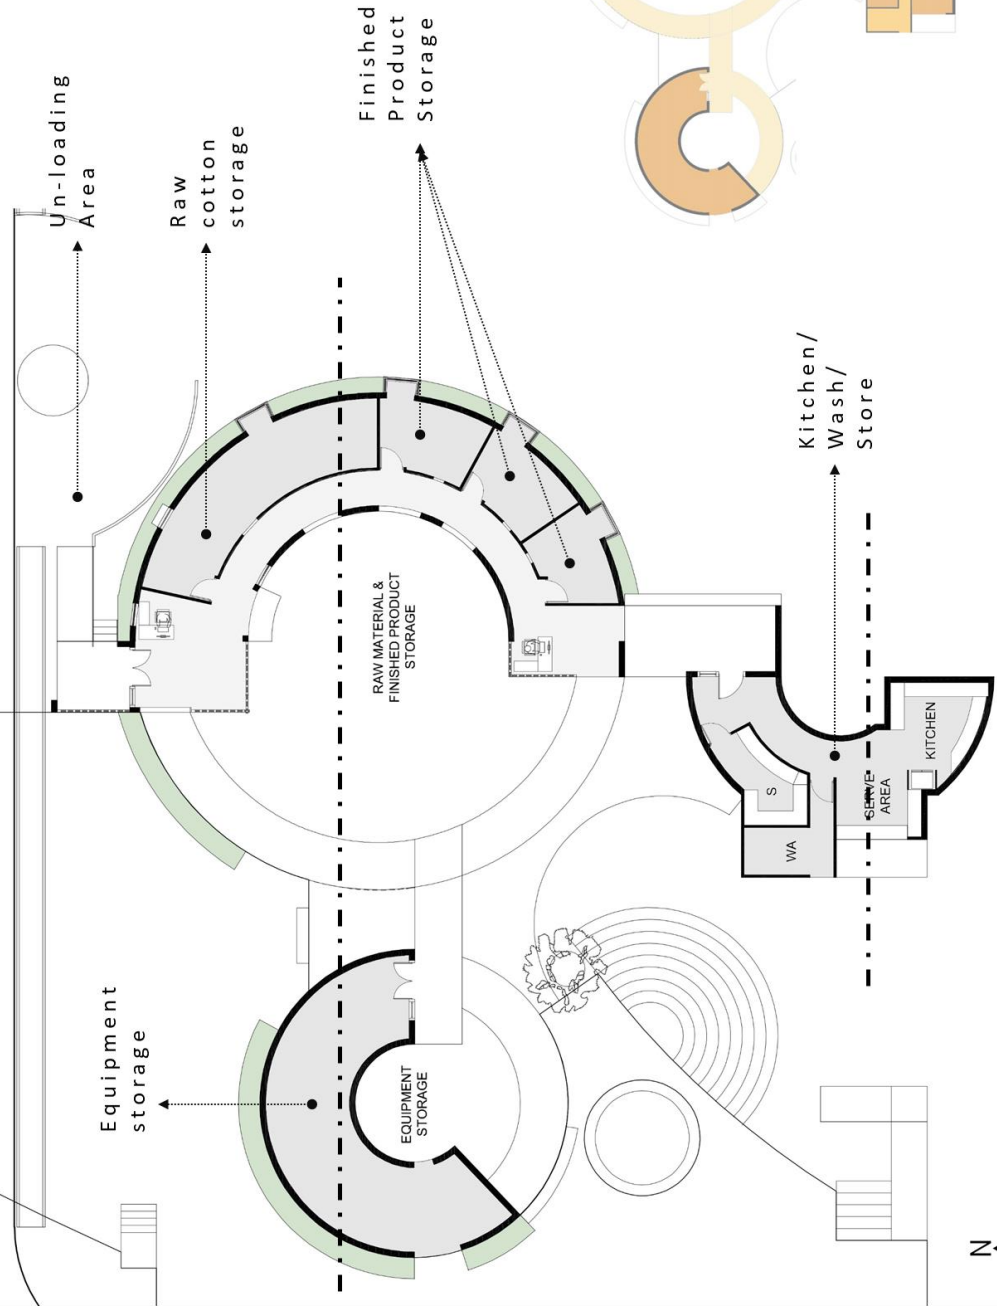 Un-loading
Area
Raw
cotton
storage
Finished
Product
Storage
Kitchen/
Wash/
Store
Equipment
storage
RAW MATERIAL &
FINISHED PRODUCT
STORAGE
EQUIPMENT
STORAGE
KITCHEN
SERVE
AREA
S
WA
N